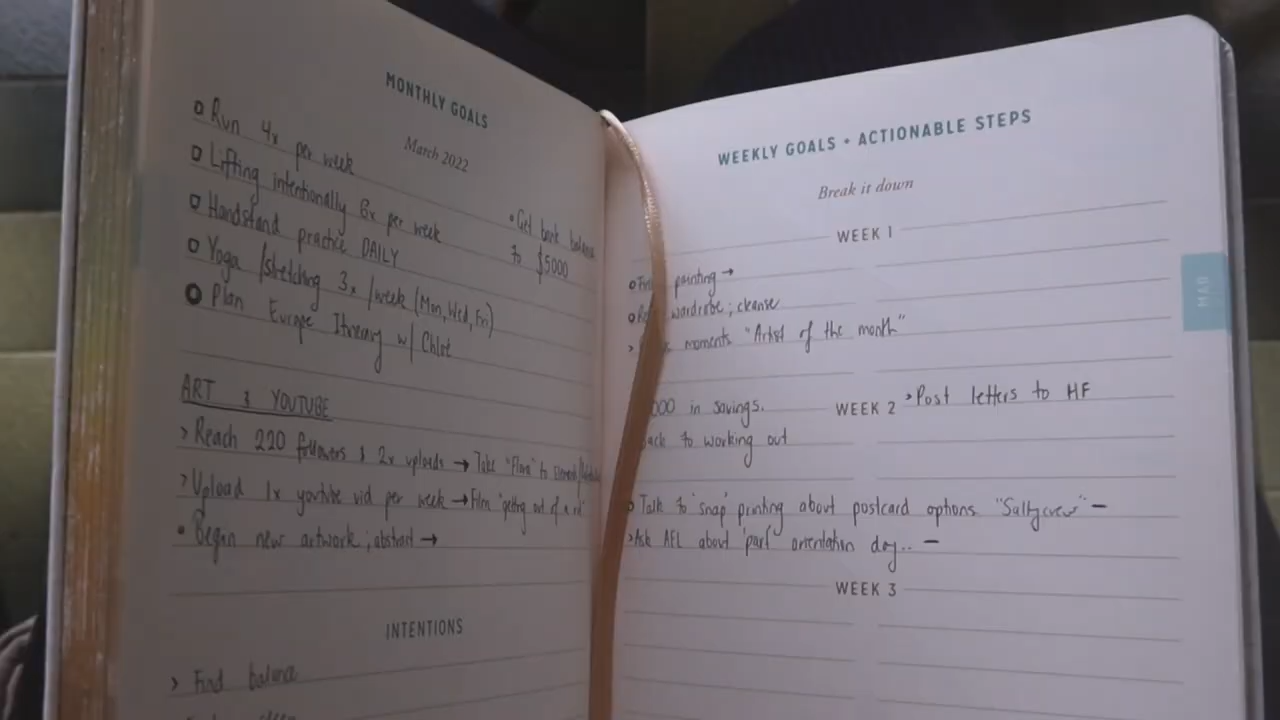 MONTHLY GOALS
March 2022
Run 4x per week
Lifting intentionally 6x per week
Handstand practice DAILY
Yoga /stretching 3x /week (Mon, Wed, Fri)
Plan Europe Itinerary w/ Chloe
• Get bank balance
to $5000
ART & YOUTUBE
> Reach 220 followers & 2x uploads → Take "Flora" to
> Upload 1x youtube vid per week → Film "getting out of a rut"
• Began new artwork ; abstract →
INTENTIONS
> Find balance
WEEKLY GOALS + ACTIONABLE STEPS
Break it down
WEEK 1
painting →
wardrobe ; cleanse
> moments "Artist of the month"
000 in savings.
WEEK 2
> Post letters to HF
back to working out
Talk to 'snap' printing about postcard options "Saltycrew" –
> Ask AFL about 'part' orientation day.. –
WEEK 3
MAR